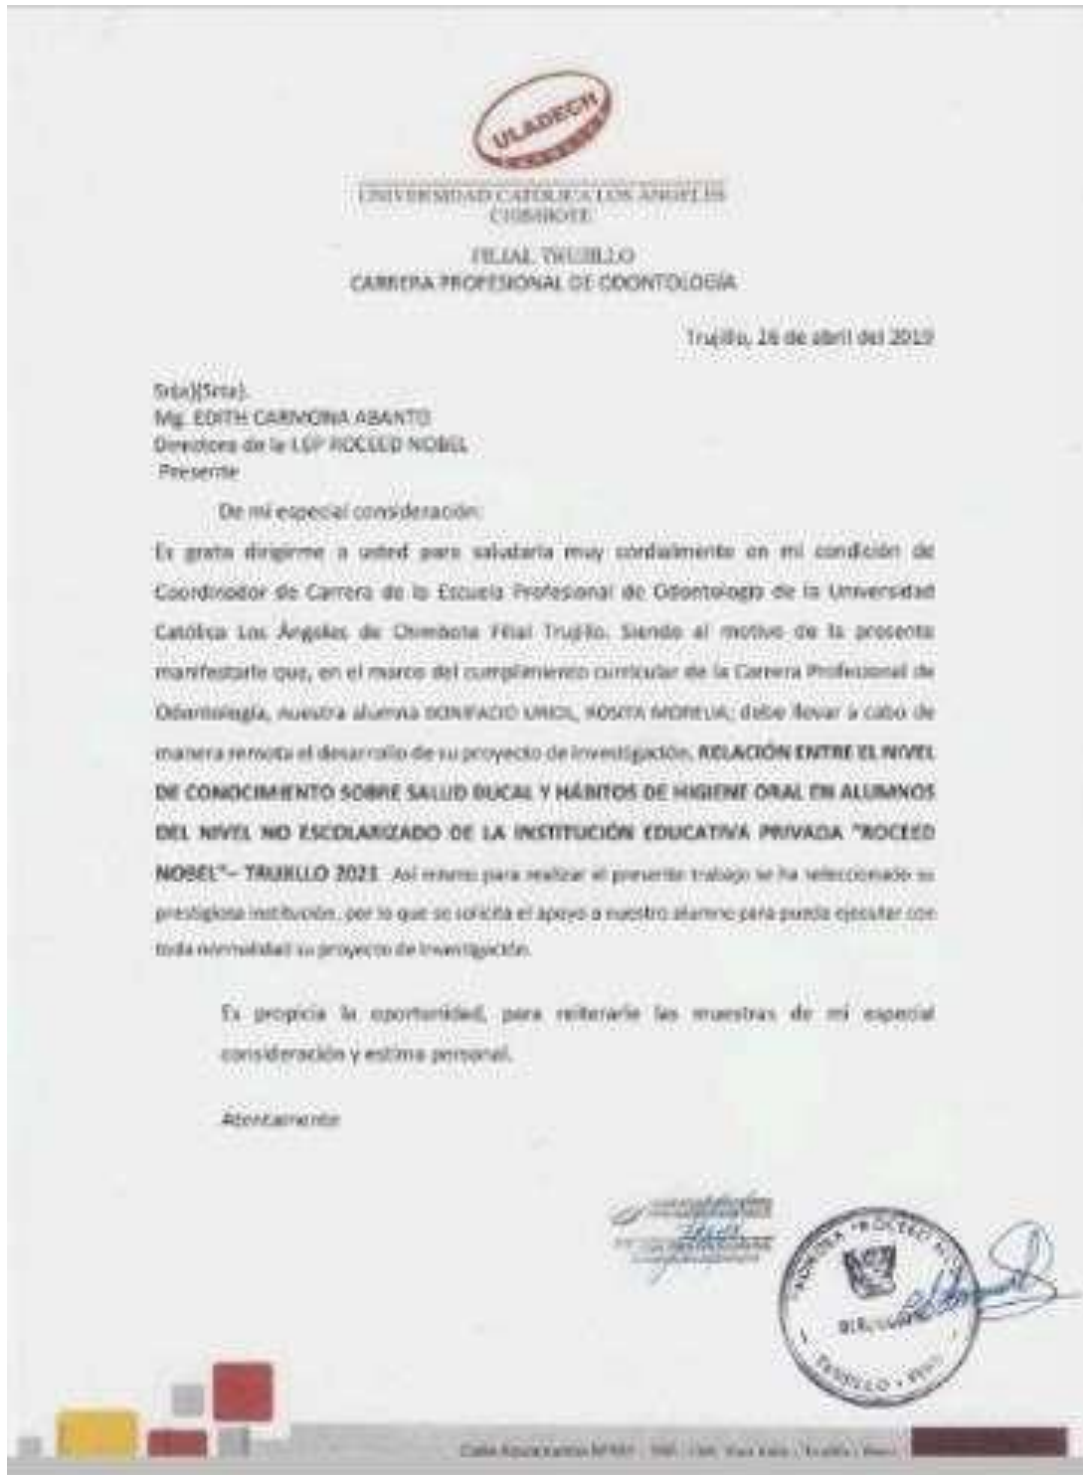 ULADECH
UNIVERSIDAD CATÓLICA LOS ÁNGELES
CHIMBOTE
FILIAL TRUJILLO
CARRERA PROFESIONAL DE ODONTOLOGÍA
Trujillo, 26 de abril del 2019
Sr(a)(Srta).
Mg. EDITH CARMONA ABANTO
Directora de la I.EP ROCEED NOBEL
Presente
De mi especial consideración:
Es grato dirigirme a usted para saludarla muy cordialmente en mi condición de
Coordinador de Carrera de la Escuela Profesional de Odontología de la Universidad
Católica Los Ángeles de Chimbote Filial Trujillo. Siendo el motivo de la presente
manifestarle que, en el marco del cumplimiento curricular de la Carrera Profesional de
Odontología, nuestra alumna BONIFACIO URIOL, ROSITA MORELIA; debe llevar a cabo de
manera remota el desarrollo de su proyecto de investigación, RELACIÓN ENTRE EL NIVEL
DE CONOCIMIENTO SOBRE SALUD BUCAL Y HÁBITOS DE HIGIENE ORAL EN ALUMNOS
DEL NIVEL NO ESCOLARIZADO DE LA INSTITUCIÓN EDUCATIVA PRIVADA "ROCEED
NOBEL"– TRUJILLO 2021. Así mismo para realizar el presente trabajo se ha seleccionado su
prestigiosa institución, por lo que se solicita el apoyo a nuestro alumno para pueda ejecutar con
toda normalidad su proyecto de investigación.
Es propicia la oportunidad, para reiterarle las muestras de mi especial
consideración y estima personal.
Atentamente
"ROCEED
TRUJILLO - PERÚ